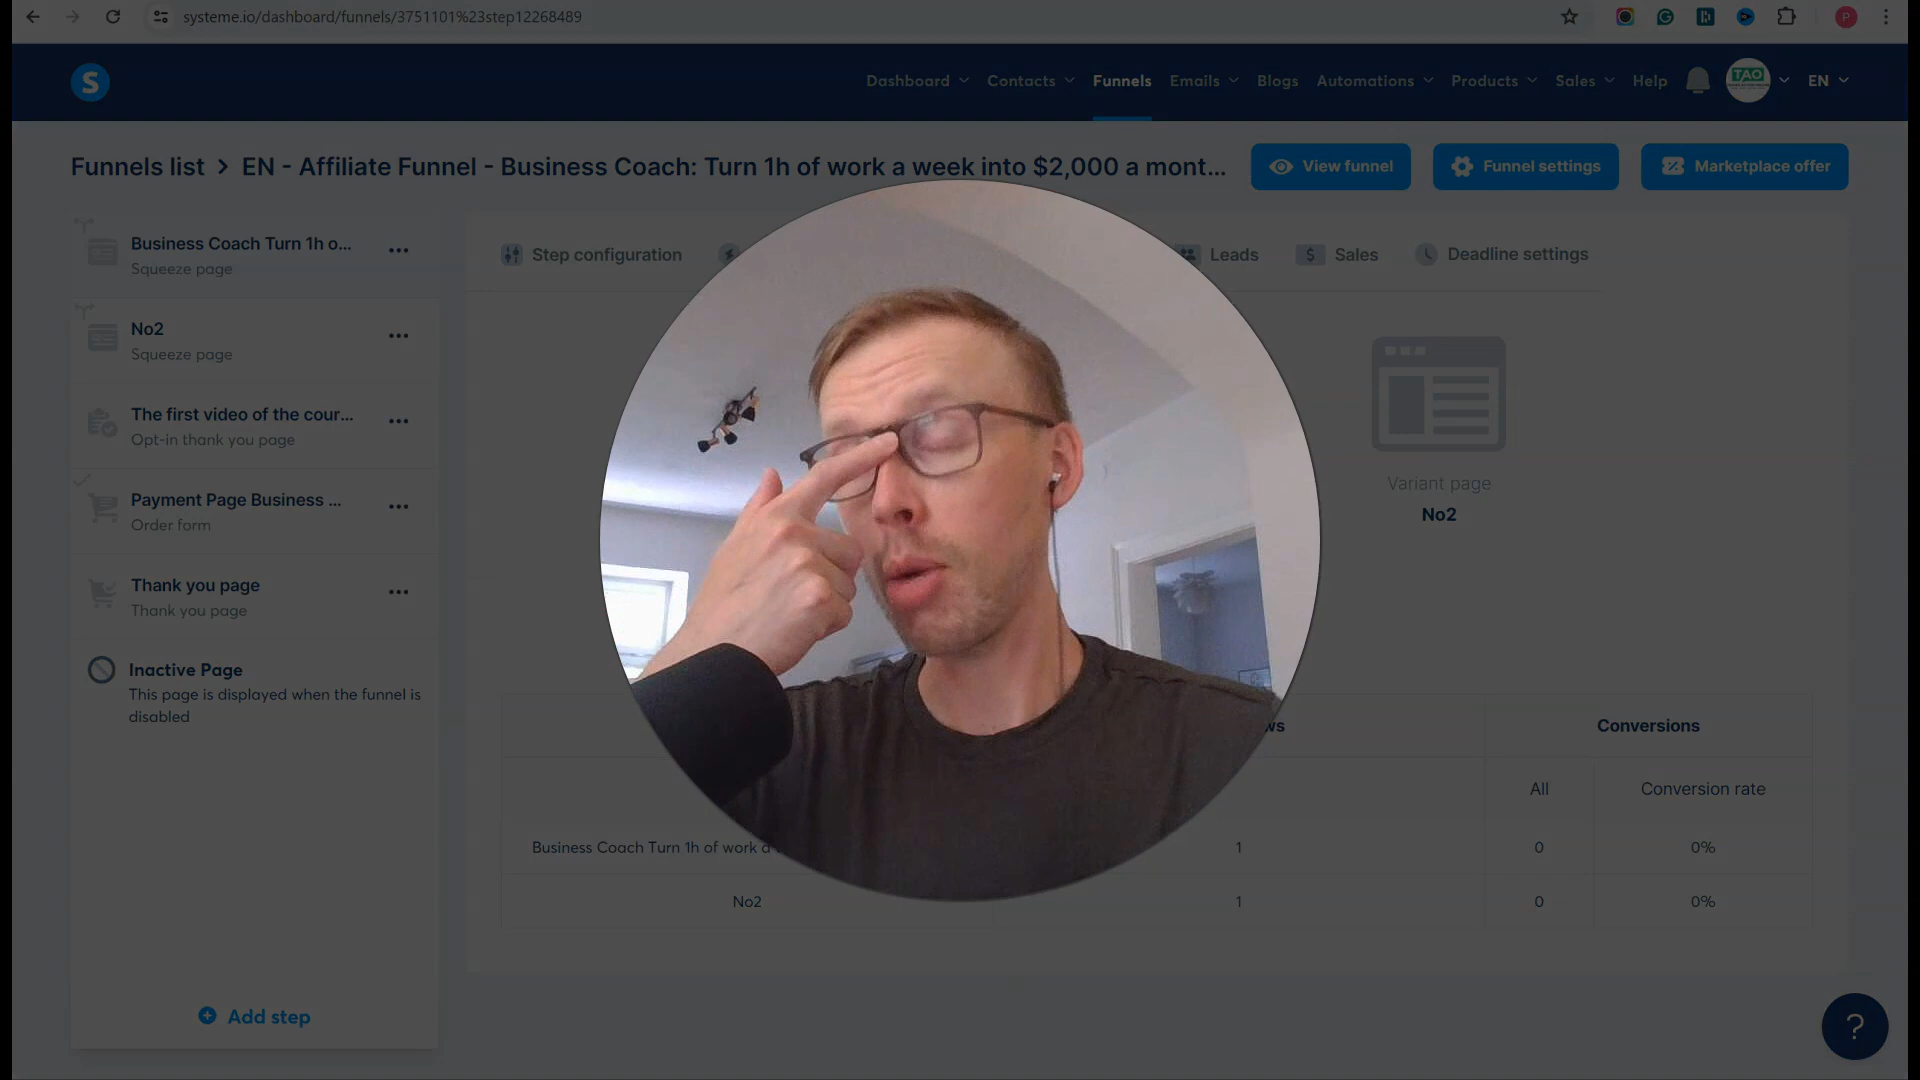 systeme.io/dashboard/funnels/3751101%23step12268489
P
S
Dashboard
Contacts
Funnels
Emails
Blogs
Automations
Products
Sales
Help
TAO
EN
Funnels list > EN - Affiliate Funnel - Business Coach: Turn 1h of work a week into $2,000 a mont...
View funnel
Funnel settings
Marketplace offer
Business Coach Turn 1h o...
Squeeze page
No2
Squeeze page
The first video of the cour...
Opt-in thank you page
Payment Page Business ...
Order form
Thank you page
Thank you page
Inactive Page
This page is displayed when the funnel is
disabled
Add step
Step configuration
Leads
Sales
Deadline settings
Variant page
No2
Conversions
All
Conversion rate
Business Coach Turn 1h of work a
1
0
0%
No2
1
0
0%
?